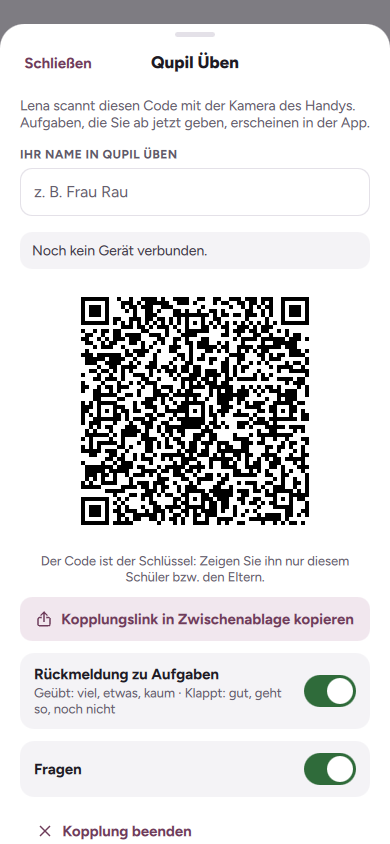 Schließen
Qupil Üben
Lena scannt diesen Code mit der Kamera des Handys.
Aufgaben, die Sie ab jetzt geben, erscheinen in der App.
IHR NAME IN QUPIL ÜBEN
z. B. Frau Rau
Noch kein Gerät verbunden.
Der Code ist der Schlüssel: Zeigen Sie ihn nur diesem
Schüler bzw. den Eltern.
Kopplungslink in Zwischenablage kopieren
Rückmeldung zu Aufgaben
Geübt: viel, etwas, kaum · Klappt: gut, geht
so, noch nicht
Fragen
Kopplung beenden